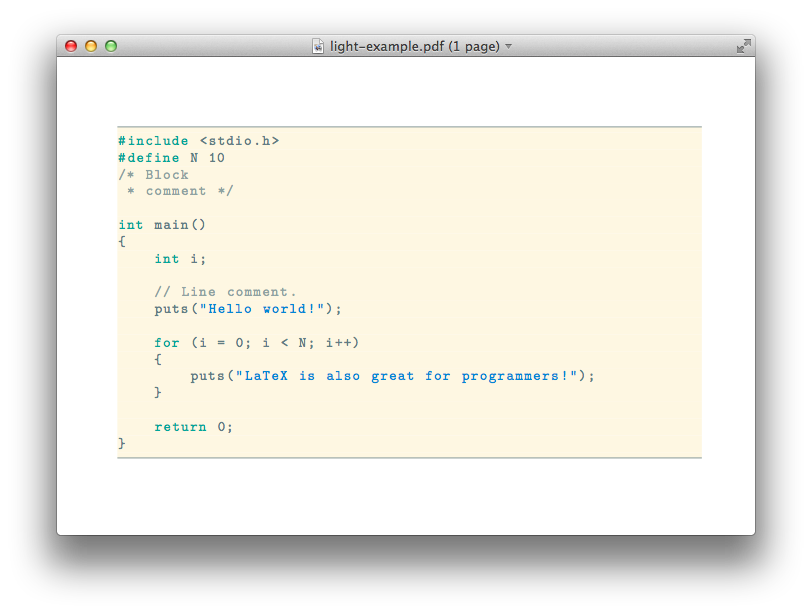 light-example.pdf (1 page)
#include <stdio.h>
#define N 10
/* Block
 * comment */

int main()
{
    int i;

    // Line comment.
    puts("Hello world!");

    for (i = 0; i < N; i++)
    {
        puts("LaTeX is also great for programmers!");
    }

    return 0;
}